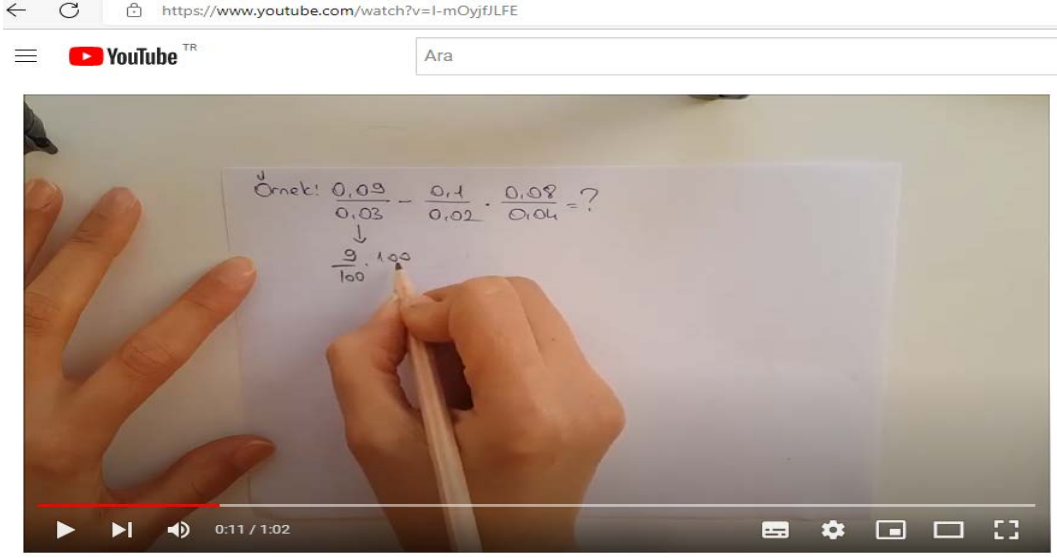 https://www.youtube.com/watch?v=I-mOyjfJLFE
YouTube TR
Ara
Örnek: 0,09/0,03 - 0,1/0,02 . 0,08/0,04 = ?
↓
9/100 . 100
0:11 / 1:02